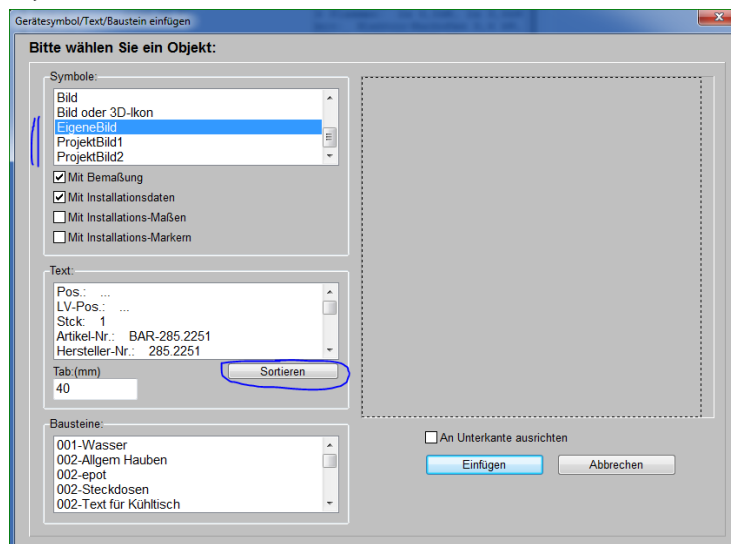 Gerätesymbol/Text/Baustein einfügen
Bitte wählen Sie ein Objekt:
Symbole:
Bild
Bild oder 3D-Ikon
EigeneBild
ProjektBild1
ProjektBild2
Mit Bemaßung
Mit Installationsdaten
Mit Installations-Maßen
Mit Installations-Markern
Text:
Pos.: ...
LV-Pos.: ...
Stck: 1
Artikel-Nr.: BAR-285.2251
Hersteller-Nr.: 285.2251
Tab:(mm)
Sortieren
40
Bausteine:
001-Wasser
002-Allgem Hauben
002-epot
002-Steckdosen
002-Text für Kühltisch
An Unterkante ausrichten
Einfügen
Abbrechen